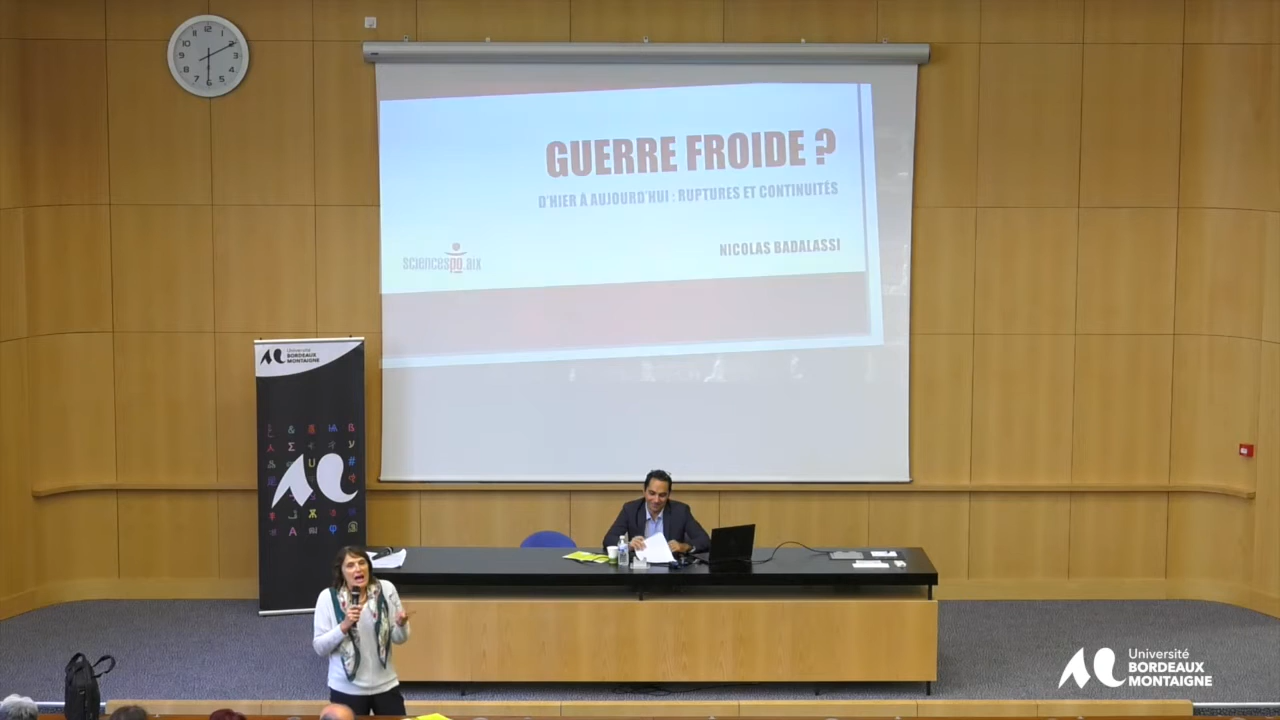 GUERRE FROIDE ?
D'HIER À AUJOURD'HUI : RUPTURES ET CONTINUITÉS
NICOLAS BADALASSI
sciencespo.aix
Université
BORDEAUX
MONTAIGNE
Université
BORDEAUX
MONTAIGNE